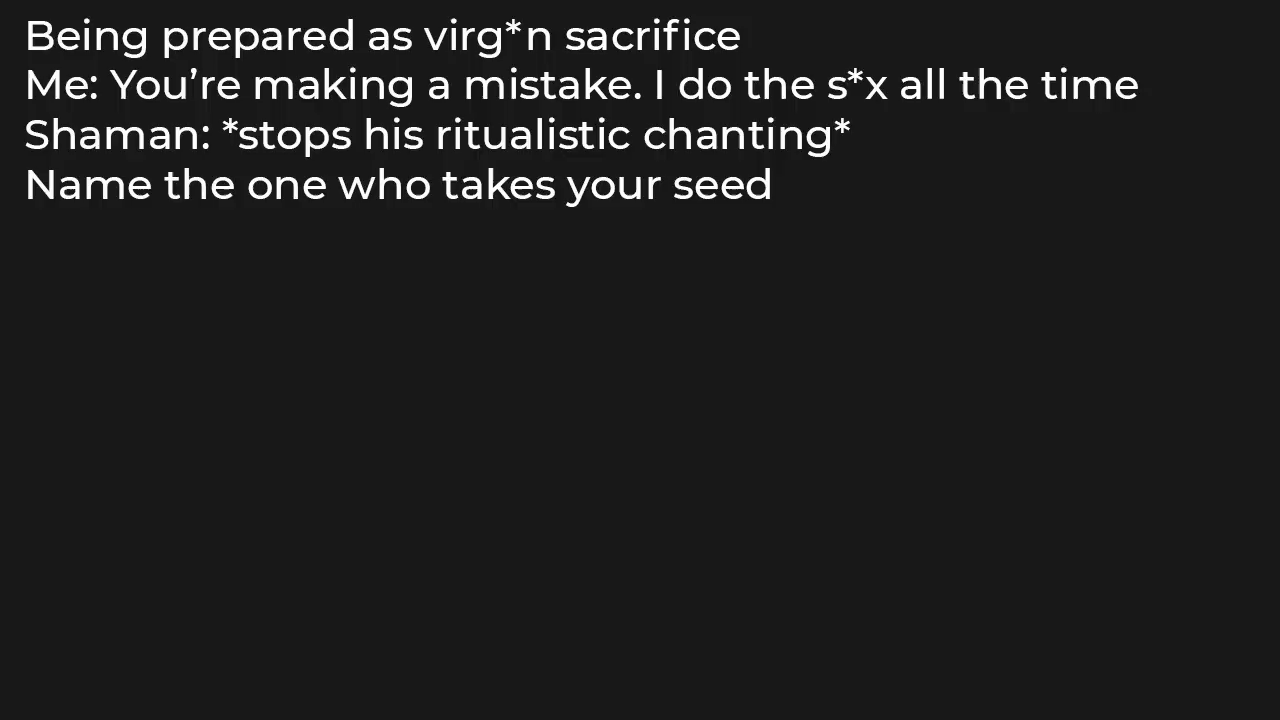 Being prepared as virg*n sacrifice
Me: You’re making a mistake. I do the s*x all the time
Shaman: *stops his ritualistic chanting*
Name the one who takes your seed